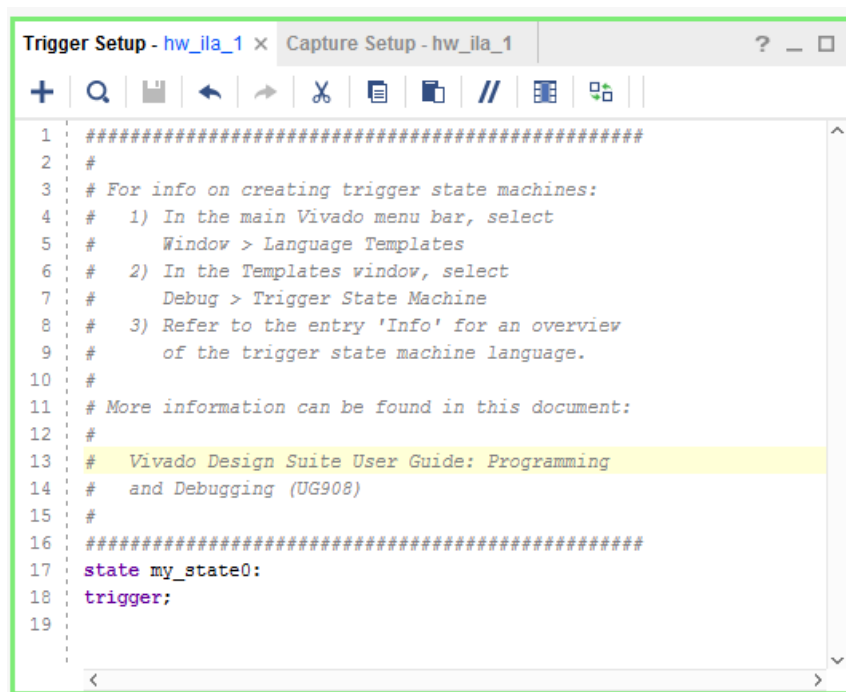 Trigger Setup - hw_ila_1 × Capture Setup - hw_ila_1 ?
1 ##################################################
2 #
3 # For info on creating trigger state machines:
4 #   1) In the main Vivado menu bar, select
5 #      Window > Language Templates
6 #   2) In the Templates window, select
7 #      Debug > Trigger State Machine
8 #   3) Refer to the entry 'Info' for an overview
9 #      of the trigger state machine language.
10 #
11 # More information can be found in this document:
12 #
13 #   Vivado Design Suite User Guide: Programming
14 #   and Debugging (UG908)
15 #
16 ##################################################
17 state my_state0:
18 trigger;
19